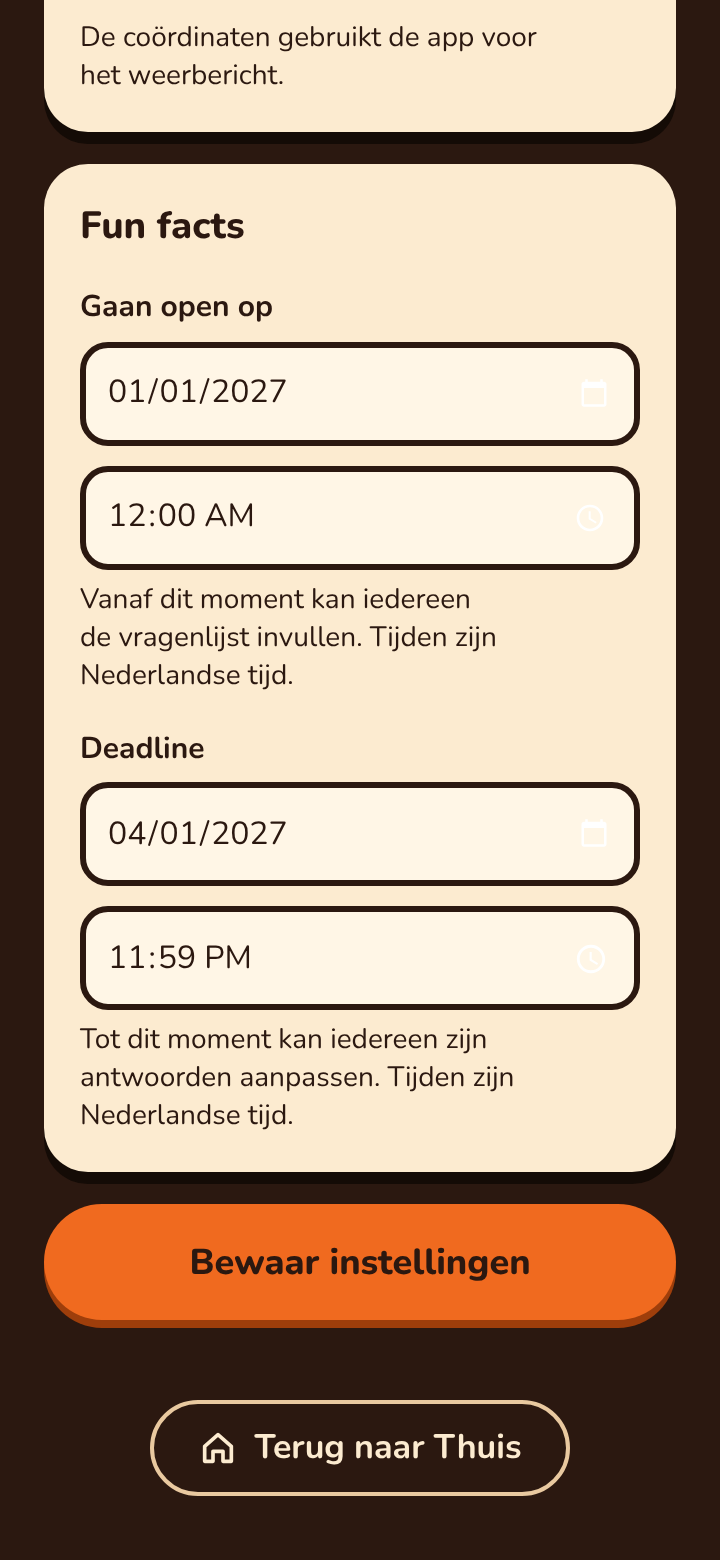 De coördinaten gebruikt de app voor
het weerbericht.
Fun facts
Gaan open op
01/01/2027
12:00 AM
Vanaf dit moment kan iedereen
de vragenlijst invullen. Tijden zijn
Nederlandse tijd.
Deadline
04/01/2027
11:59 PM
Tot dit moment kan iedereen zijn
antwoorden aanpassen. Tijden zijn
Nederlandse tijd.
Bewaar instellingen
Terug naar Thuis